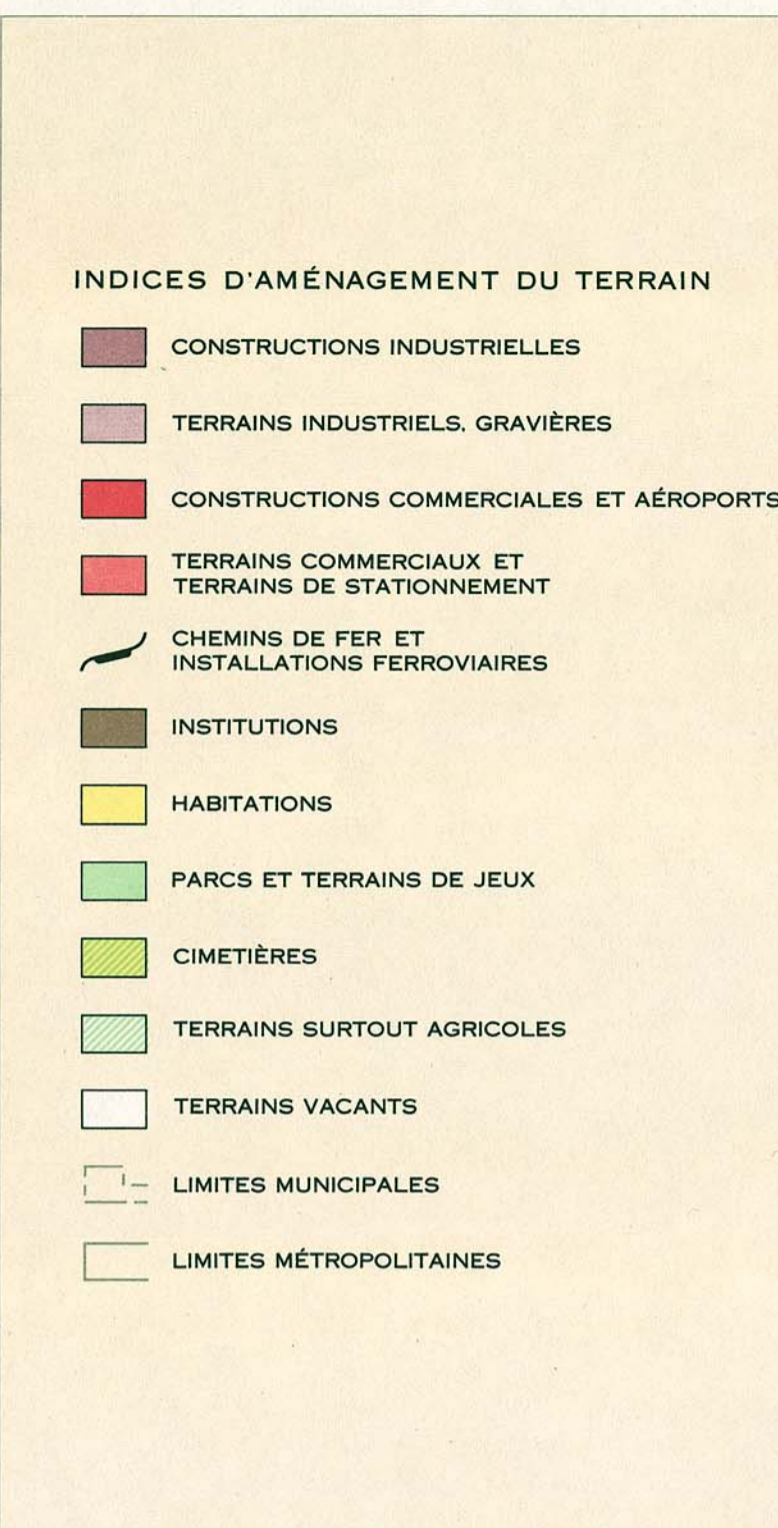 INDICES D'AMÉNAGEMENT DU TERRAIN
CONSTRUCTIONS INDUSTRIELLES
TERRAINS INDUSTRIELS, GRAVIÈRES
CONSTRUCTIONS COMMERCIALES ET AÉROPORTS
TERRAINS COMMERCIAUX ET
TERRAINS DE STATIONNEMENT
CHEMINS DE FER ET
INSTALLATIONS FERROVIAIRES
INSTITUTIONS
HABITATIONS
PARCS ET TERRAINS DE JEUX
CIMETIÈRES
TERRAINS SURTOUT AGRICOLES
TERRAINS VACANTS
LIMITES MUNICIPALES
LIMITES MÉTROPOLITAINES